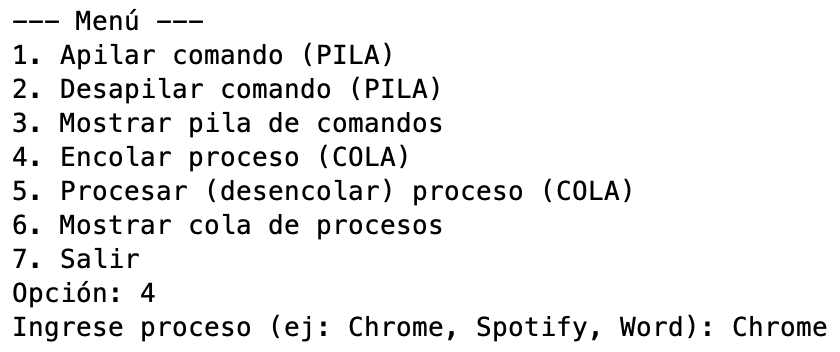 --- Menú ---
1. Apilar comando (PILA)
2. Desapilar comando (PILA)
3. Mostrar pila de comandos
4. Encolar proceso (COLA)
5. Procesar (desencolar) proceso (COLA)
6. Mostrar cola de procesos
7. Salir
Opción: 4
Ingrese proceso (ej: Chrome, Spotify, Word): Chrome